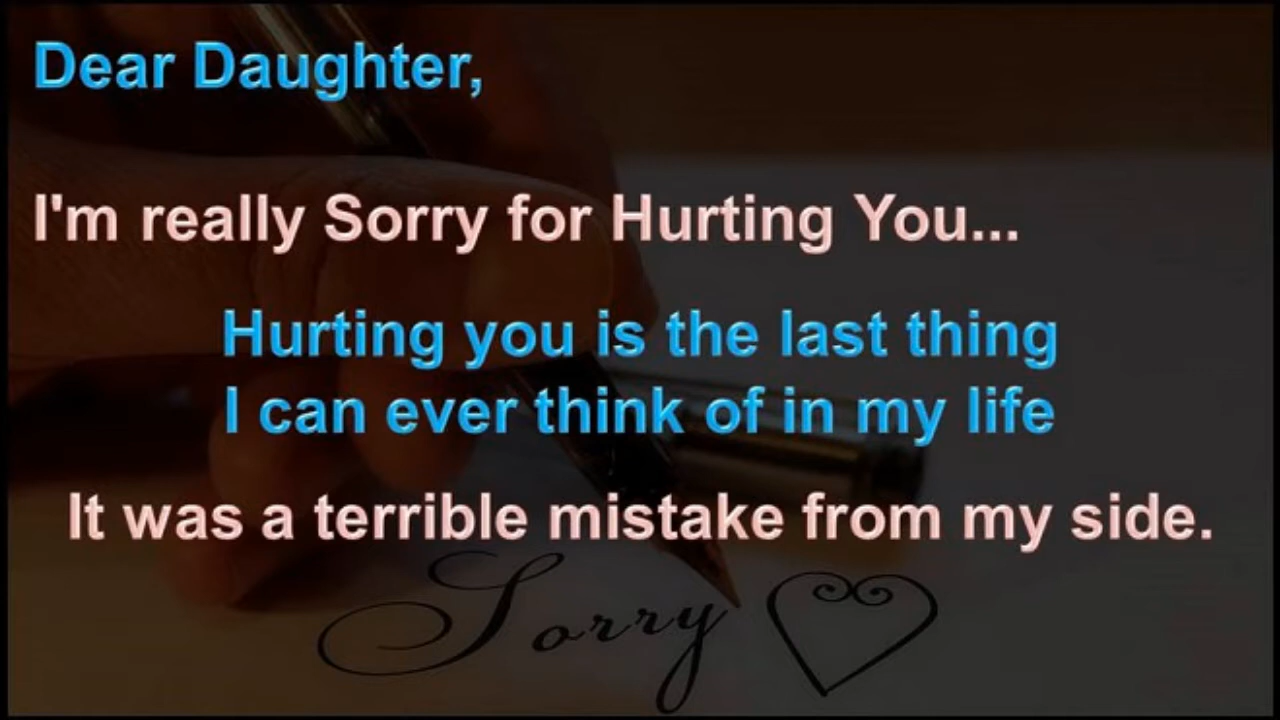 Dear Daughter,
I'm really Sorry for Hurting You...
Hurting you is the last thing
I can ever think of in my life
It was a terrible mistake from my side.
Sorry